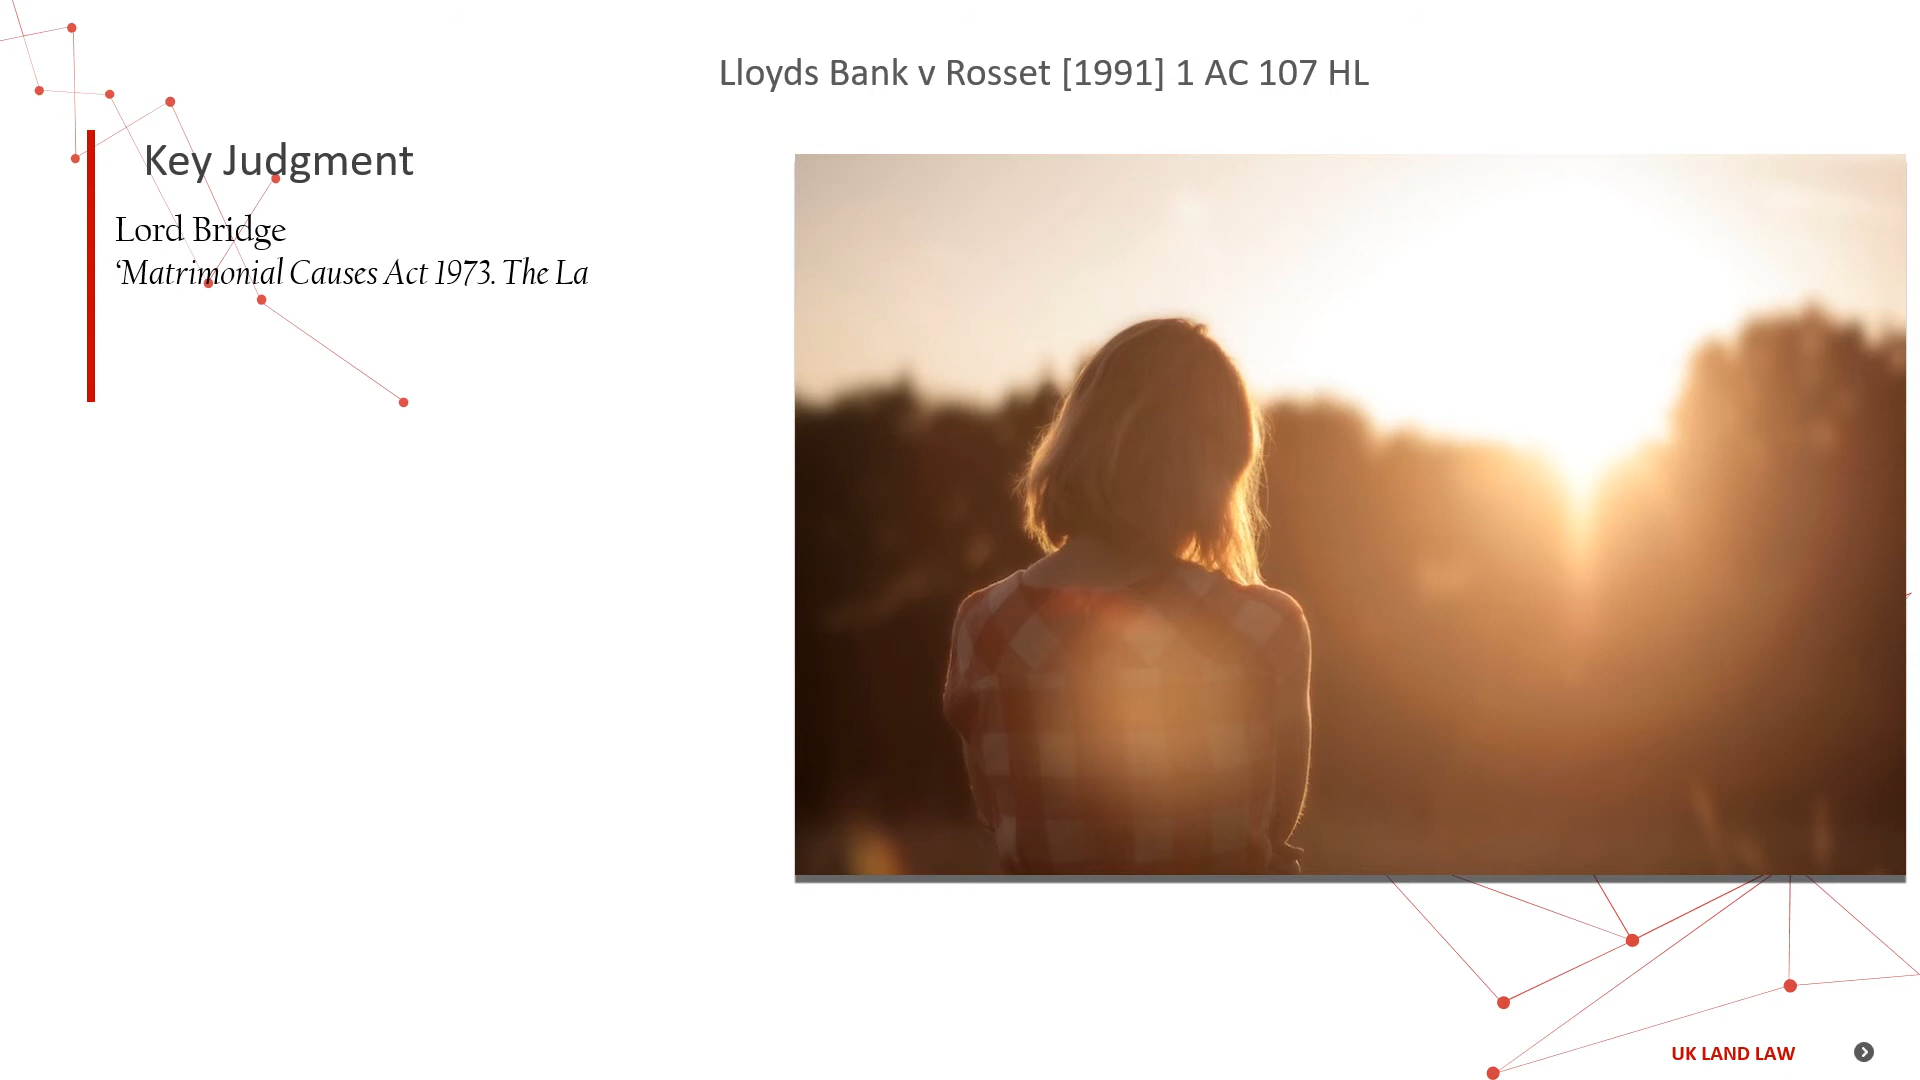 Lloyds Bank v Rosset [1991] 1 AC 107 HL
Key Judgment
Lord Bridge
‘Matrimonial Causes Act 1973. The La
UK LAND LAW